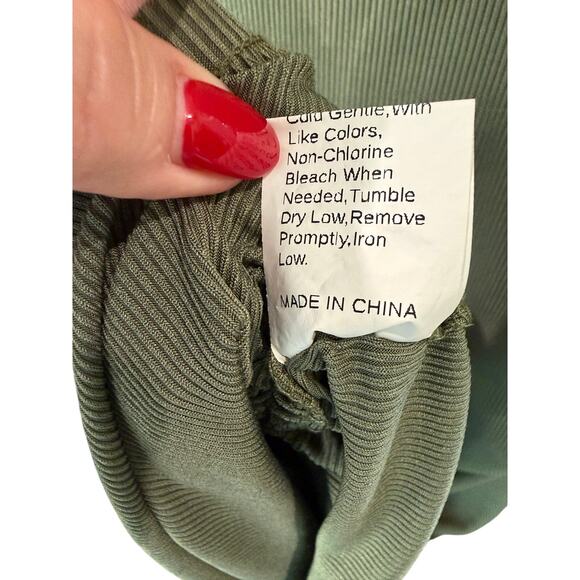 Cold Gentle,With
Like Colors,
Non-Chlorine
Bleach When
Needed,Tumble
Dry Low,Remove
Promptly,Iron
Low.
MADE IN CHINA